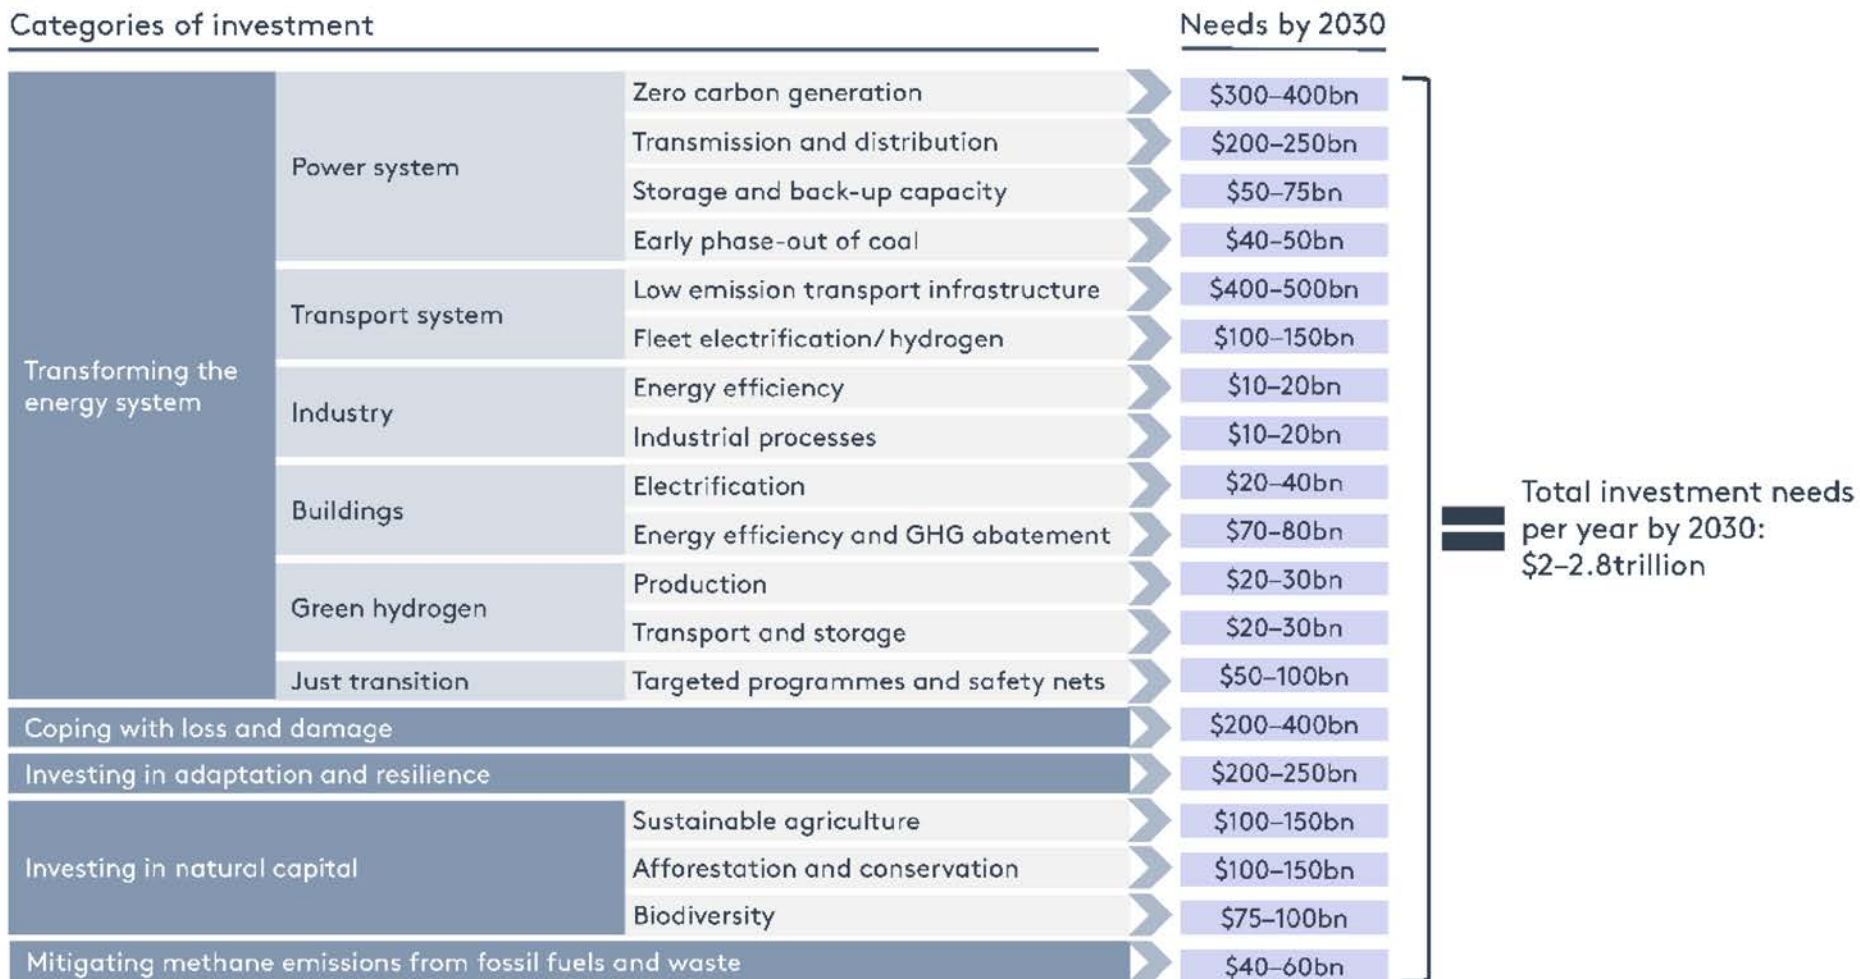 Categories of investment
Needs by 2030
Transforming the
energy system
Power system
Zero carbon generation
$300–400bn
Transmission and distribution
$200–250bn
Storage and back-up capacity
$50–75bn
Early phase-out of coal
$40–50bn
Transport system
Low emission transport infrastructure
$400–500bn
Fleet electrification/hydrogen
$100–150bn
Industry
Energy efficiency
$10–20bn
Industrial processes
$10–20bn
Buildings
Electrification
$20–40bn
Energy efficiency and GHG abatement
$70–80bn
Green hydrogen
Production
$20–30bn
Transport and storage
$20–30bn
Just transition
Targeted programmes and safety nets
$50–100bn
Coping with loss and damage
$200–400bn
Investing in adaptation and resilience
$200–250bn
Investing in natural capital
Sustainable agriculture
$100–150bn
Afforestation and conservation
$100–150bn
Biodiversity
$75–100bn
Mitigating methane emissions from fossil fuels and waste
$40–60bn
Total investment needs
per year by 2030:
$2–2.8trillion